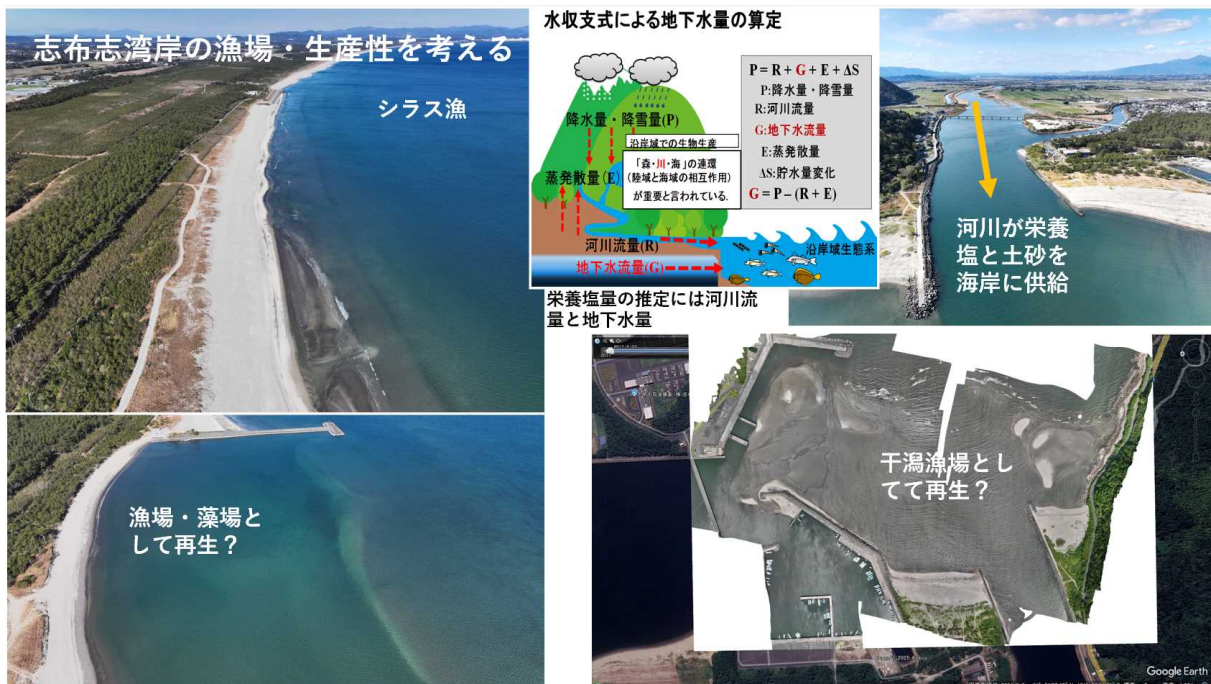 志布志湾岸の漁場・生産性を考える
シラス漁
水収支式による地下水量の算定
P = R + G + E + ΔS
P:降水量・降雪量
R:河川流量
G:地下水流量
E:蒸発散量
ΔS:貯水量変化
G = P – (R + E)
降水量・降雪量(P)
沿岸域での生物生産
「森・川・海」の連環
(陸域と海域の相互作用)
が重要と言われている.
蒸発散量(E)
河川流量(R)
沿岸域生態系
地下水流量(G)
栄養塩量の推定には河川流
量と地下水量
河川が栄養
塩と土砂を
海岸に供給
漁場・藻場と
して再生？
干潟漁場とし
てて再生？
Google Earth